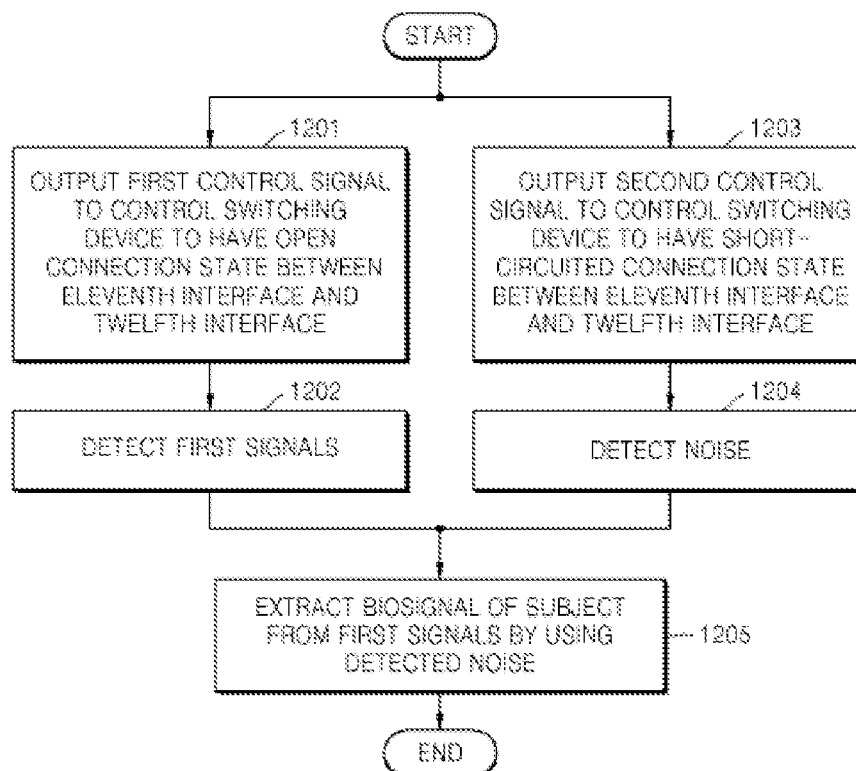 START
1201
OUTPUT FIRST CONTROL SIGNAL
TO CONTROL SWITCHING
DEVICE TO HAVE OPEN
CONNECTION STATE BETWEEN
ELEVENTH INTERFACE AND
TWELFTH INTERFACE
1203
OUTPUT SECOND CONTROL
SIGNAL TO CONTROL SWITCHING
DEVICE TO HAVE SHORT-
CIRCUITED CONNECTION STATE
BETWEEN ELEVENTH INTERFACE
AND TWELFTH INTERFACE
1202
DETECT FIRST SIGNALS
1204
DETECT NOISE
EXTRACT BIOSIGNAL OF SUBJECT
FROM FIRST SIGNALS BY USING
DETECTED NOISE
1205
END